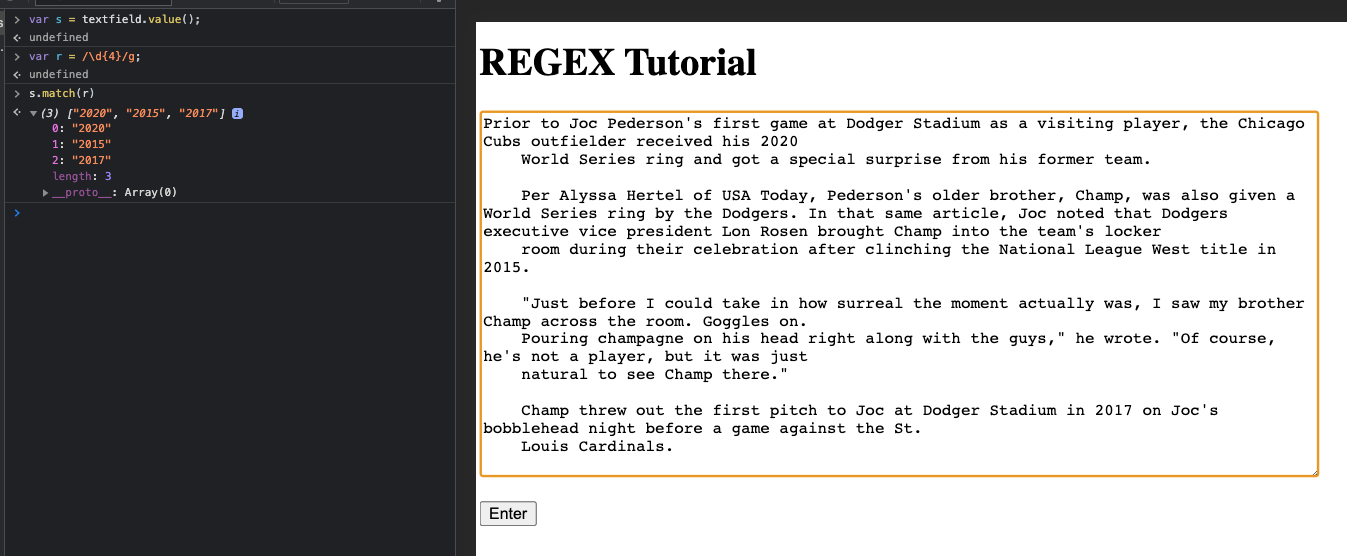 > var s = textfield.value();
< undefined
> var r = /\d{4}/g;
< undefined
> s.match(r)
< ▼ (3) ["2020", "2015", "2017"] i
0: "2020"
1: "2015"
2: "2017"
length: 3
▶ __proto__: Array(0)
>
REGEX Tutorial
Prior to Joc Pederson's first game at Dodger Stadium as a visiting player, the Chicago
Cubs outfielder received his 2020
World Series ring and got a special surprise from his former team.
Per Alyssa Hertel of USA Today, Pederson's older brother, Champ, was also given a
World Series ring by the Dodgers. In that same article, Joc noted that Dodgers
executive vice president Lon Rosen brought Champ into the team's locker
room during their celebration after clinching the National League West title in
2015.
"Just before I could take in how surreal the moment actually was, I saw my brother
Champ across the room. Goggles on.
Pouring champagne on his head right along with the guys," he wrote. "Of course,
he's not a player, but it was just
natural to see Champ there."
Champ threw out the first pitch to Joc at Dodger Stadium in 2017 on Joc's
bobblehead night before a game against the St.
Louis Cardinals.
Enter